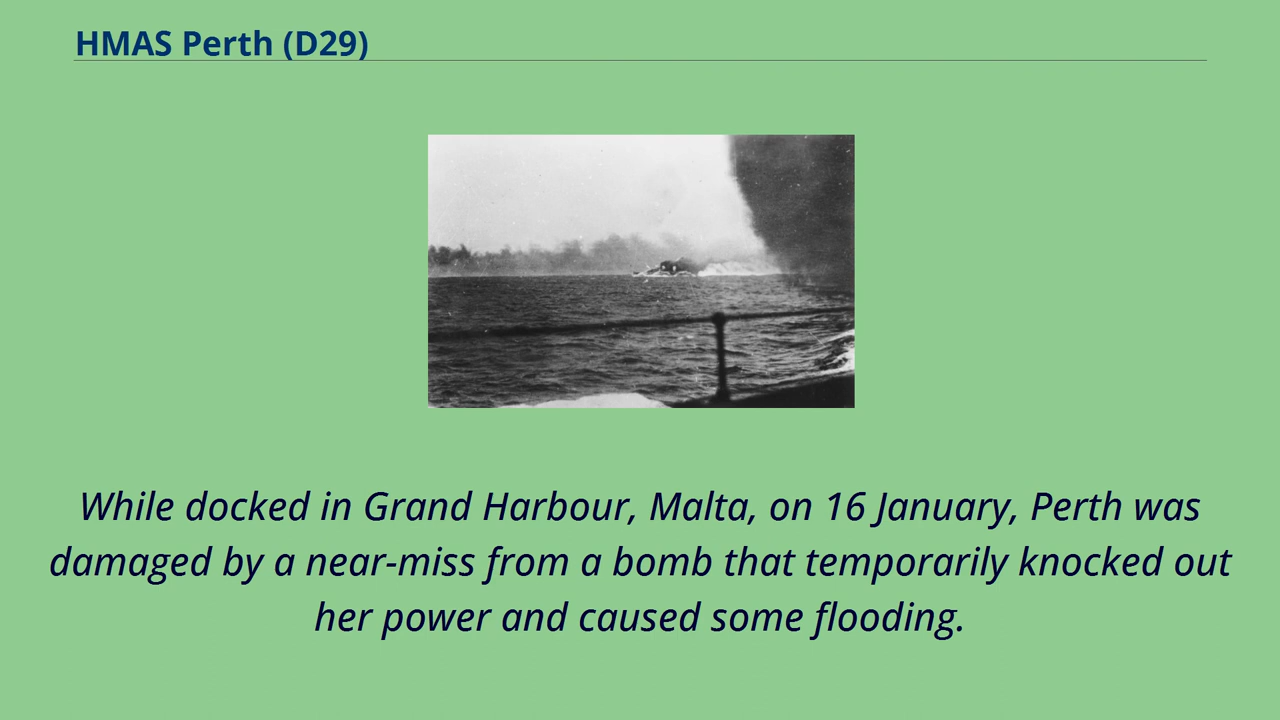 HMAS Perth (D29)
While docked in Grand Harbour, Malta, on 16 January, Perth was
damaged by a near-miss from a bomb that temporarily knocked out
her power and caused some flooding.